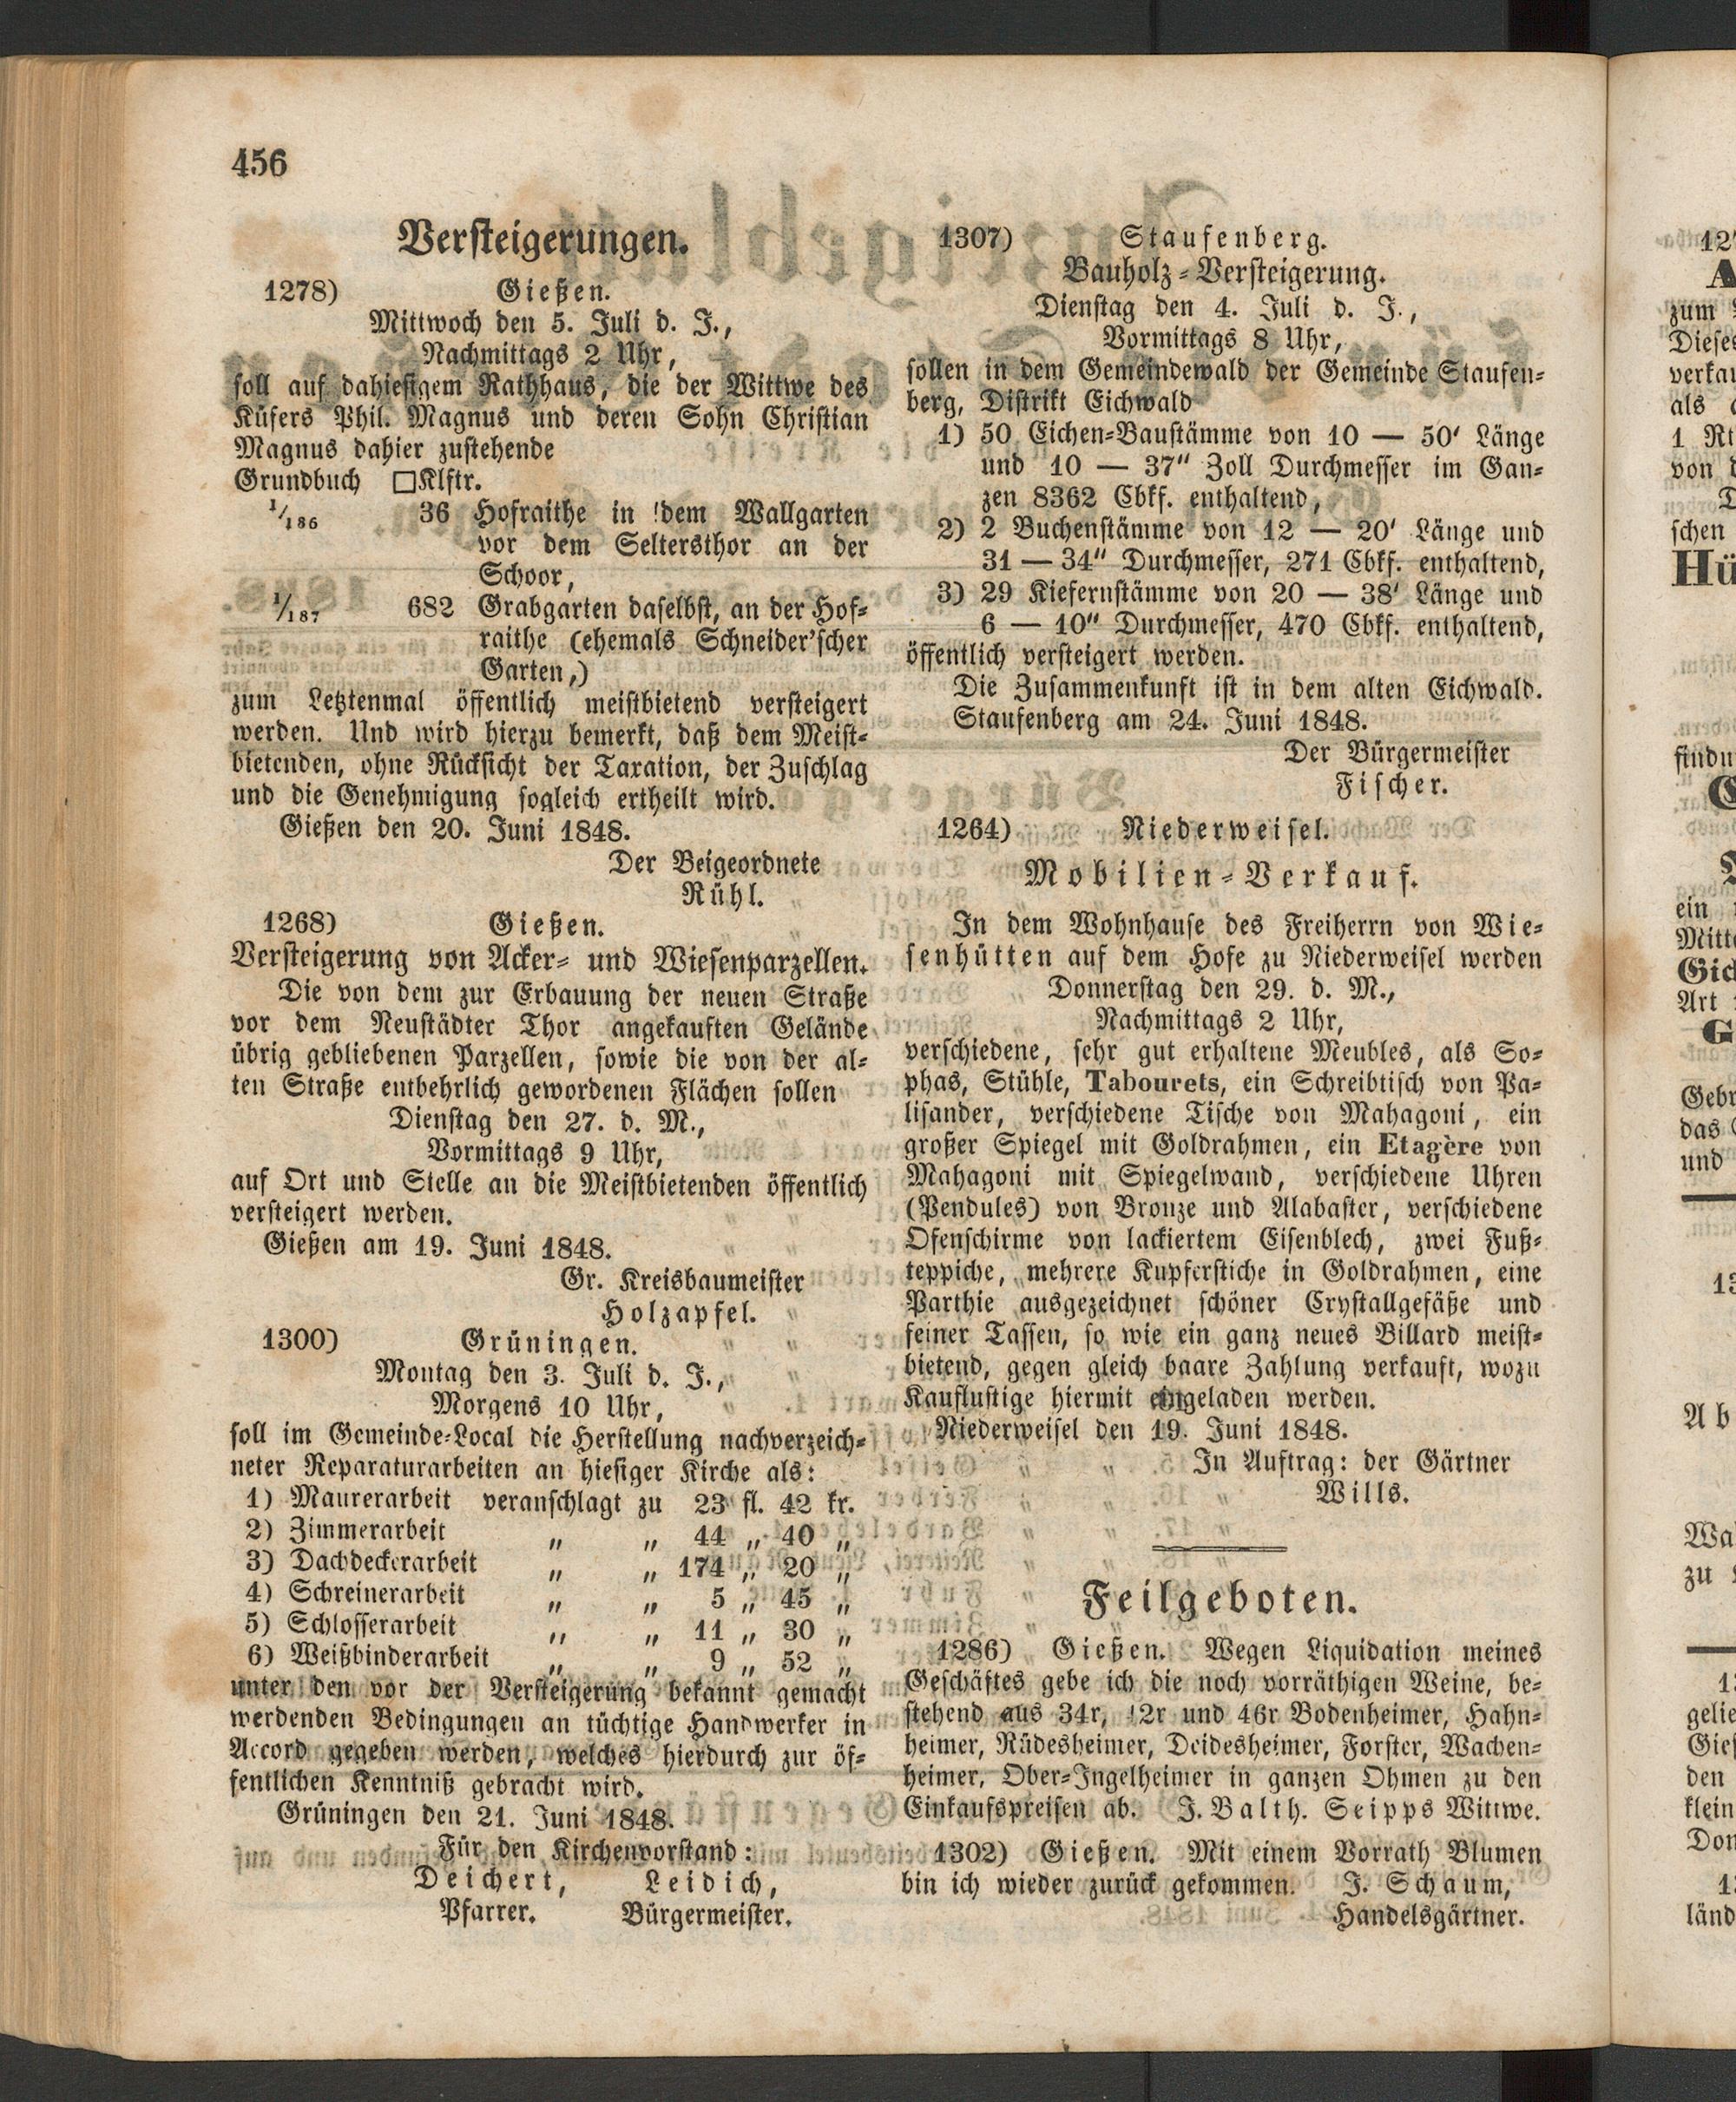 456
Versteigerungen.
1278) Gießen.
Mittwoch den 5. Juli d. J.,
Nachmittags 2 Uhr,
soll auf dahiesigem Rathhaus, die der Wittwe des
Küfers Phil. Magnus und deren Sohn Christian
Magnus dahier zustehende
Grundbuch □Klftr.
1/186 36 Hofraithe in dem Wallgarten
vor dem Seltersthor an der
Schoor,
1/187 682 Grabgarten daselbst, an der Hof-
raithe (ehemals Schneider'scher
Garten,)
zum Letztenmal öffentlich meistbietend versteigert
werden. Und wird hierzu bemerkt, daß dem Meist-
bietenden, ohne Rücksicht der Taxation, der Zuschlag
und die Genehmigung sogleich ertheilt wird.
Gießen den 20. Juni 1848.
Der Beigeordnete
Rühl.
1268) Gießen.
Versteigerung von Acker- und Wiesenparzellen.
Die von dem zur Erbauung der neuen Straße
vor dem Neustädter Thor angekauften Gelände
übrig gebliebenen Parzellen, sowie die von der al-
ten Straße entbehrlich gewordenen Flächen sollen
Dienstag den 27. d. M.,
Vormittags 9 Uhr,
auf Ort und Stelle an die Meistbietenden öffentlich
versteigert werden.
Gießen am 19. Juni 1848.
Gr. Kreisbaumeister
Holzapfel.
1300) Grüningen.
Montag den 3. Juli d. J.,
Morgens 10 Uhr,
soll im Gemeinde-Local die Herstellung nachverzeich-
neter Reparaturarbeiten an hiesiger Kirche als:
1) Maurerarbeit veranschlagt zu 23 fl. 42 kr.
2) Zimmerarbeit „ „ 44 „ 40 „
3) Dachdeckerarbeit „ „ 174 „ 20 „
4) Schreinerarbeit „ „ 5 „ 45 „
5) Schlosserarbeit „ „ 11 „ 30 „
6) Weißbinderarbeit „ „ 9 „ 52 „
unter den vor der Versteigerung bekannt gemacht
werdenden Bedingungen an tüchtige Handwerker in
Accord gegeben werden, welches hierdurch zur öf-
fentlichen Kenntniß gebracht wird.
Grüningen den 21. Juni 1848.
Für den Kirchenvorstand:
Deichert, Leidich,
Pfarrer. Bürgermeister.
1307) Staufenberg.
Bauholz-Versteigerung.
Dienstag den 4. Juli d. J.,
Vormittags 8 Uhr,
sollen in dem Gemeindewald der Gemeinde Staufen-
berg, Distrikt Eichwald
1) 50 Eichen-Baustämme von 10 — 50' Länge
und 10 — 37" Zoll Durchmesser im Gan-
zen 8362 Cbkf. enthaltend,
2) 2 Buchenstämme von 12 — 20' Länge und
31 — 34" Durchmesser, 271 Cbkf. enthaltend,
3) 29 Kiefernstämme von 20 — 38' Länge und
6 — 10" Durchmesser, 470 Cbkf. enthaltend,
öffentlich versteigert werden.
Die Zusammenkunft ist in dem alten Eichwald.
Staufenberg am 24. Juni 1848.
Der Bürgermeister
Fischer.
1264) Niederweisel.
Mobilien-Verkauf.
In dem Wohnhause des Freiherrn von Wie-
senhütten auf dem Hofe zu Niederweisel werden
Donnerstag den 29. d. M.,
Nachmittags 2 Uhr,
verschiedene, sehr gut erhaltene Meubles, als So-
phas, Stühle, Tabourets, ein Schreibtisch von Pa-
lisander, verschiedene Tische von Mahagoni, ein
großer Spiegel mit Goldrahmen, ein Etagère von
Mahagoni mit Spiegelwand, verschiedene Uhren
(Pendules) von Bronze und Alabaster, verschiedene
Ofenschirme von lackiertem Eisenblech, zwei Fuß-
teppiche, mehrere Kupferstiche in Goldrahmen, eine
Parthie ausgezeichnet schöner Crystallgefäße und
feiner Tassen, so wie ein ganz neues Billard meist-
bietend, gegen gleich baare Zahlung verkauft, wozu
Kauflustige hiermit eingeladen werden.
Niederweisel den 19. Juni 1848.
In Auftrag: der Gärtner
Wills.
Feilgeboten.
1286) Gießen. Wegen Liquidation meines
Geschäftes gebe ich die noch vorräthigen Weine, be-
stehend aus 34r, 42r und 46r Bodenheimer, Hahn-
heimer, Rüdesheimer, Deidesheimer, Forster, Wachen-
heimer, Ober-Ingelheimer in ganzen Ohmen zu den
Einkaufspreisen ab. J. Balth. Seipps Wittwe.
1302) Gießen. Mit einem Vorrath Blumen
bin ich wieder zurück gekommen. J. Schaum,
Handelsgärtner.
zum
als
1
von
schen
ein
Art
das
und
Ab
zu
den